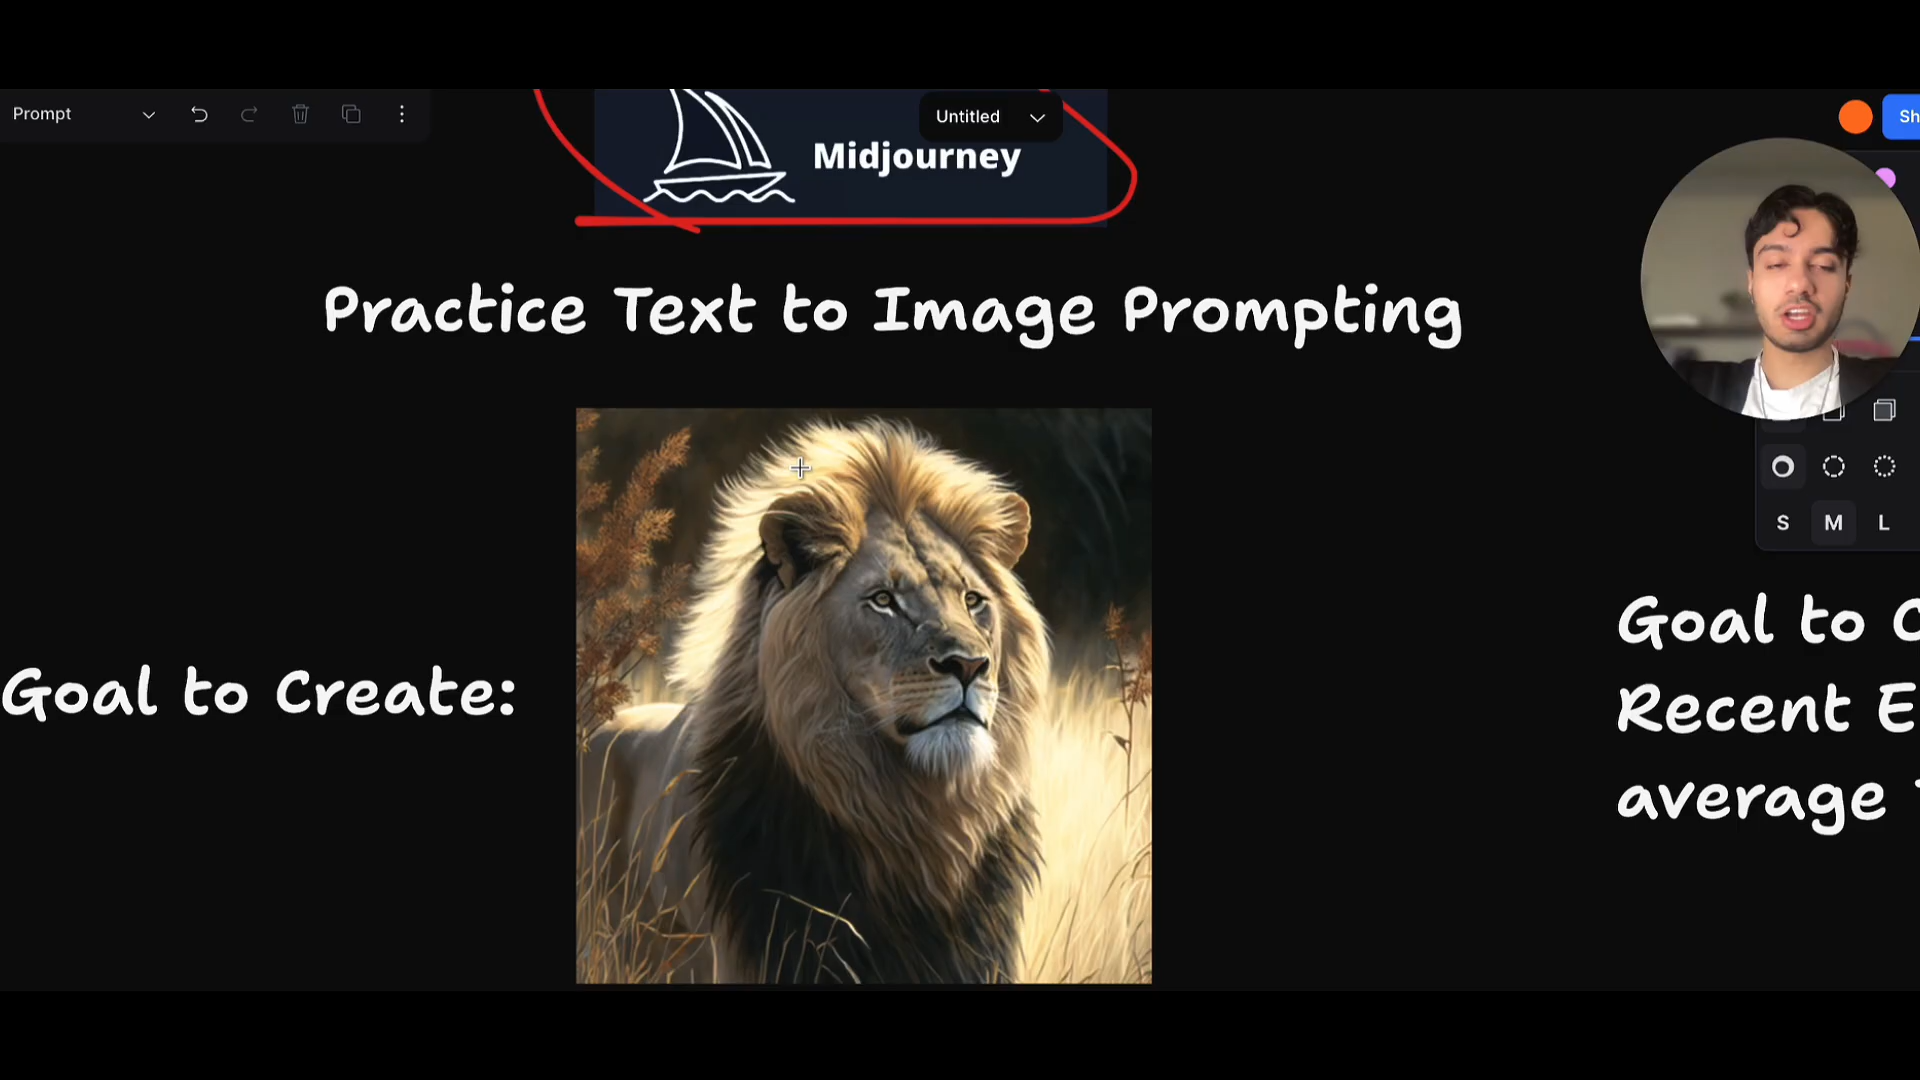 Prompt
Untitled
Sh
Midjourney
Practice Text to Image Prompting
S M L
Goal to Create:
Goal to C
Recent E
average